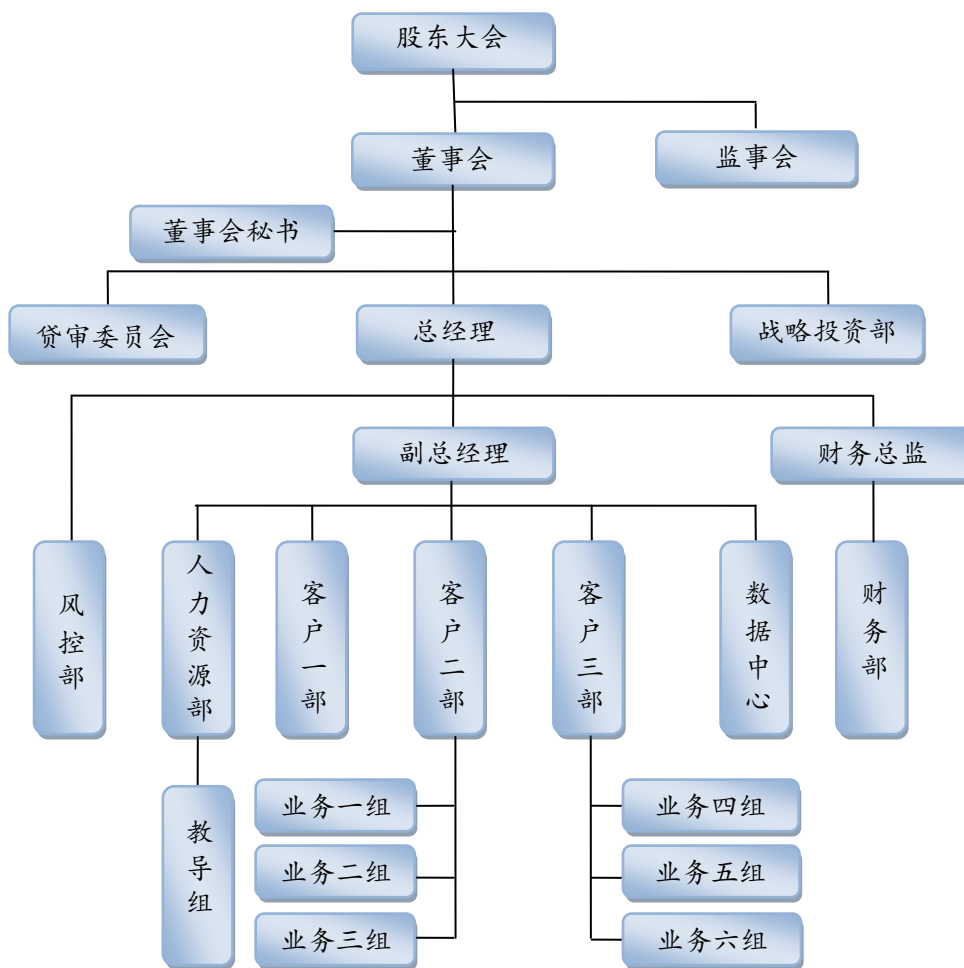 股东大会
董事会
监事会
董事会秘书
贷审委员会
总经理
战略投资部
副总经理
财务总监
风控部
人力资源部
客户一部
客户二部
客户三部
数据中心
财务部
教导组
业务一组
业务二组
业务三组
业务四组
业务五组
业务六组